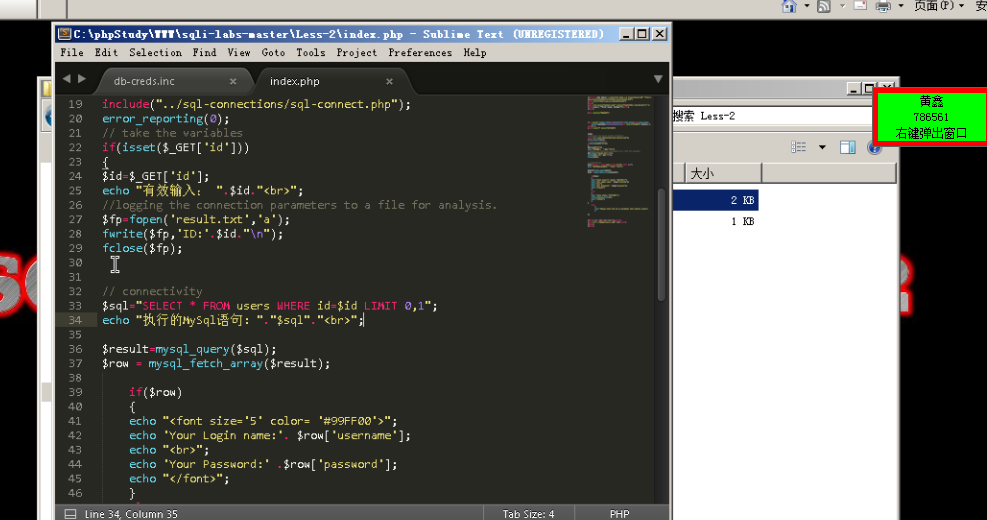 页面(P)
安
C:\phpStudy\WWW\sqli-labs-master\Less-2\index.php - Sublime Text (UNREGISTERED)
File Edit Selection Find View Goto Tools Project Preferences Help
db-creds.inc × index.php ×
19 include("../sql-connections/sql-connect.php");
20 error_reporting(0);
21 // take the variables
22 if(isset($_GET['id']))
23 {
24 $id=$_GET['id'];
25 echo "有效输入: ".$id."<br>";
26 //logging the connection parameters to a file for analysis.
27 $fp=fopen('result.txt','a');
28 fwrite($fp,'ID:'.$id."\n");
29 fclose($fp);
30
31
32 // connectivity
33 $sql="SELECT * FROM users WHERE id=$id LIMIT 0,1";
34 echo "执行的MySql语句: "."$sql"."<br>";
35
36 $result=mysql_query($sql);
37 $row = mysql_fetch_array($result);
38
39 if($row)
40 {
41 echo "<font size='5' color= '#99FF00'>";
42 echo 'Your Login name:'. $row['username'];
43 echo "<br>";
44 echo 'Your Password:' .$row['password'];
45 echo "</font>";
46 }
Line 34, Column 35
Tab Size: 4
PHP
搜索 Less-2
大小
2 KB
1 KB
黄鑫
786561
右键弹出窗口